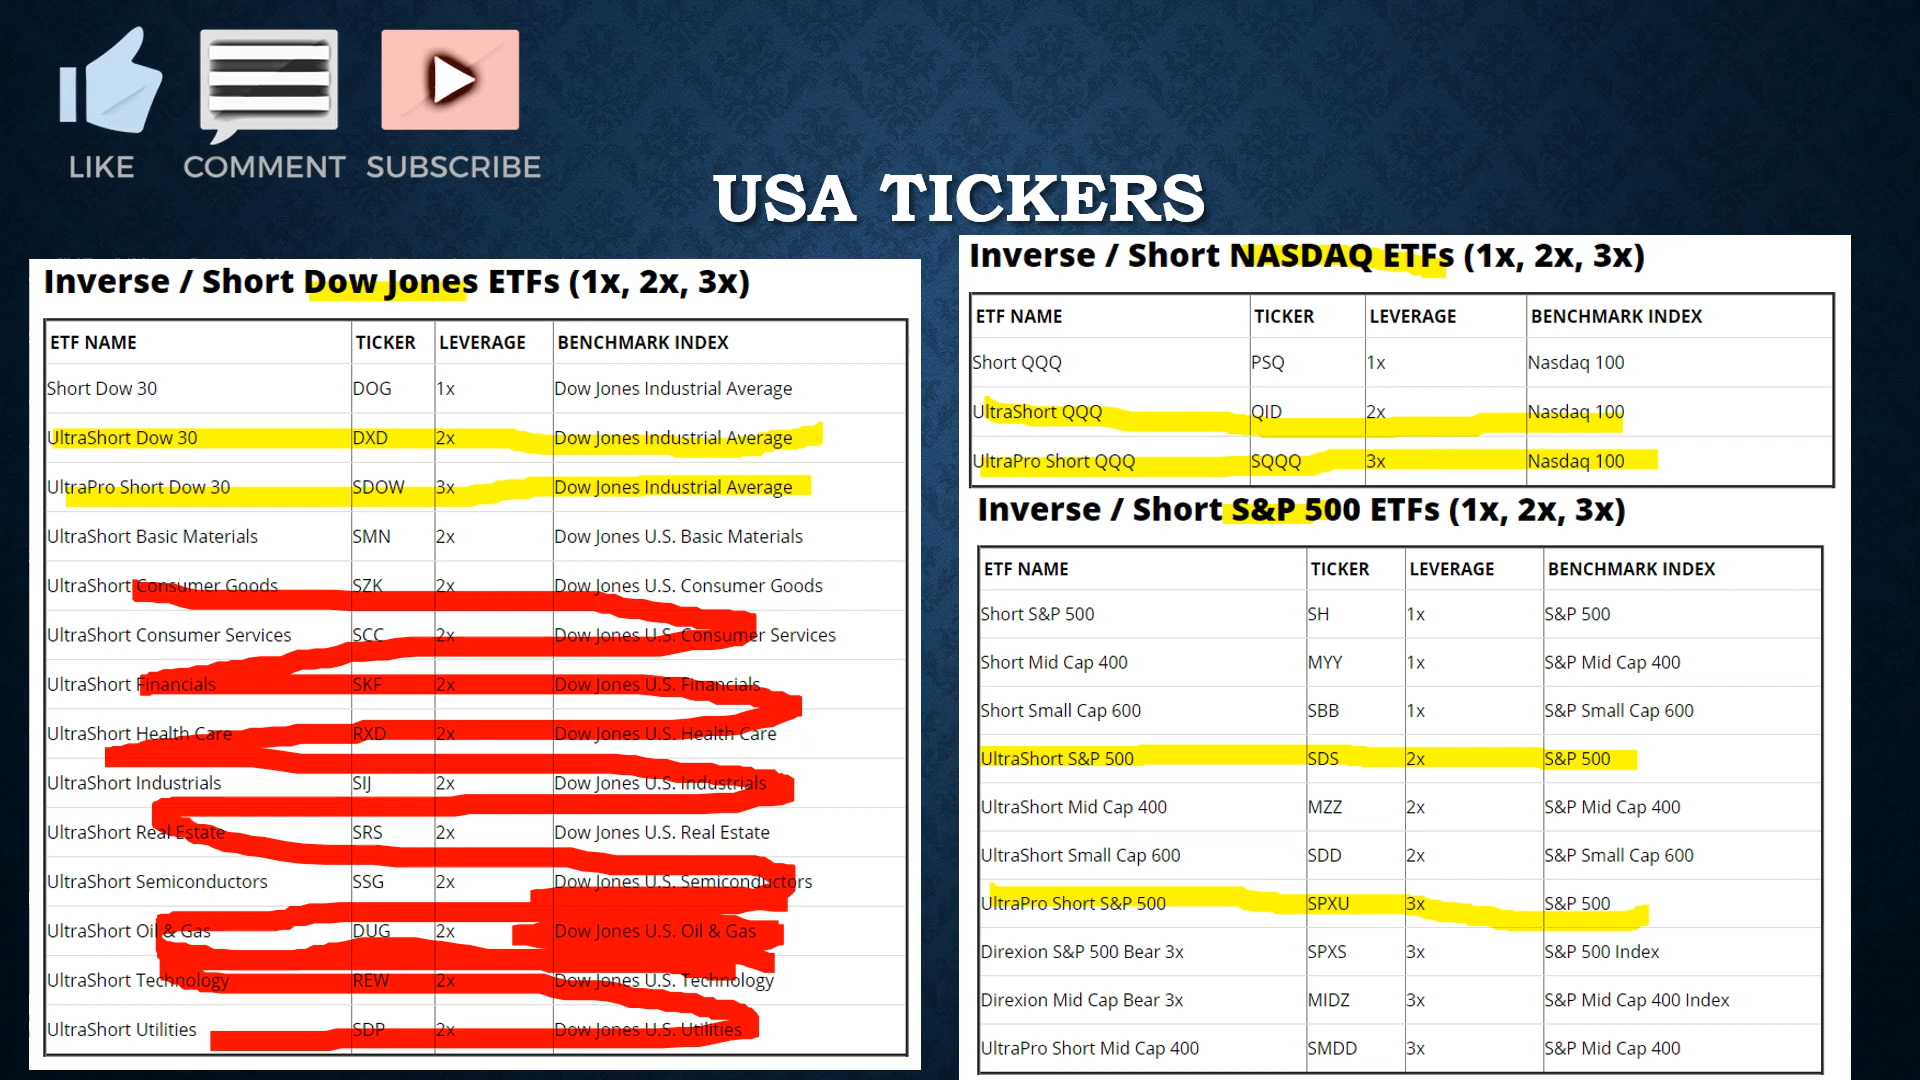 LIKE COMMENT SUBSCRIBE
USA TICKERS
Inverse / Short Dow Jones ETFs (1x, 2x, 3x)
ETF NAME TICKER LEVERAGE BENCHMARK INDEX
Short Dow 30 DOG 1x Dow Jones Industrial Average
UltraShort Dow 30 DXD 2x Dow Jones Industrial Average
UltraPro Short Dow 30 SDOW 3x Dow Jones Industrial Average
UltraShort Basic Materials SMN 2x Dow Jones U.S. Basic Materials
UltraShort Consumer Goods SZK 2x Dow Jones U.S. Consumer Goods
UltraShort Consumer Services SCC 2x Dow Jones U.S. Consumer Services
UltraShort Financials SKF 2x Dow Jones U.S. Financials
UltraShort Health Care RXD 2x Dow Jones U.S. Health Care
UltraShort Industrials SIJ 2x Dow Jones U.S. Industrials
UltraShort Real Estate SRS 2x Dow Jones U.S. Real Estate
UltraShort Semiconductors SSG 2x Dow Jones U.S. Semiconductors
UltraShort Oil & Gas DUG 2x Dow Jones U.S. Oil & Gas
UltraShort Technology REW 2x Dow Jones U.S. Technology
UltraShort Utilities SDP 2x Dow Jones U.S. Utilities
Inverse / Short NASDAQ ETFs (1x, 2x, 3x)
ETF NAME TICKER LEVERAGE BENCHMARK INDEX
Short QQQ PSQ 1x Nasdaq 100
UltraShort QQQ QID 2x Nasdaq 100
UltraPro Short QQQ SQQQ 3x Nasdaq 100
Inverse / Short S&P 500 ETFs (1x, 2x, 3x)
ETF NAME TICKER LEVERAGE BENCHMARK INDEX
Short S&P 500 SH 1x S&P 500
Short Mid Cap 400 MYY 1x S&P Mid Cap 400
Short Small Cap 600 SBB 1x S&P Small Cap 600
UltraShort S&P 500 SDS 2x S&P 500
UltraShort Mid Cap 400 MZZ 2x S&P Mid Cap 400
UltraShort Small Cap 600 SDD 2x S&P Small Cap 600
UltraPro Short S&P 500 SPXU 3x S&P 500
Direxion S&P 500 Bear 3x SPXS 3x S&P 500 Index
Direxion Mid Cap Bear 3x MIDZ 3x S&P Mid Cap 400 Index
UltraPro Short Mid Cap 400 SMDD 3x S&P Mid Cap 400